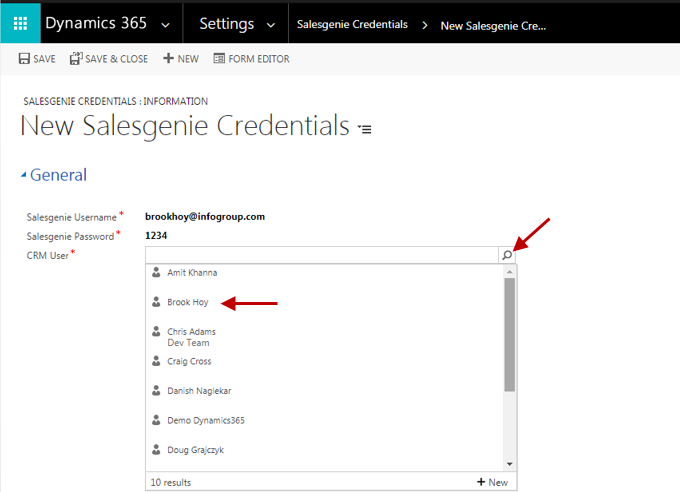 Dynamics 365 Settings Salesgenie Credentials New Salesgenie Cre...
SAVE SAVE & CLOSE NEW FORM EDITOR
SALESGENIE CREDENTIALS : INFORMATION
New Salesgenie Credentials
General
Salesgenie Username * brookhoy@infogroup.com
Salesgenie Password * 1234
CRM User *
Amit Khanna
Brook Hoy
Chris Adams
Dev Team
Craig Cross
Danish Naglekar
Demo Dynamics365
Doug Grajczyk
10 results + New